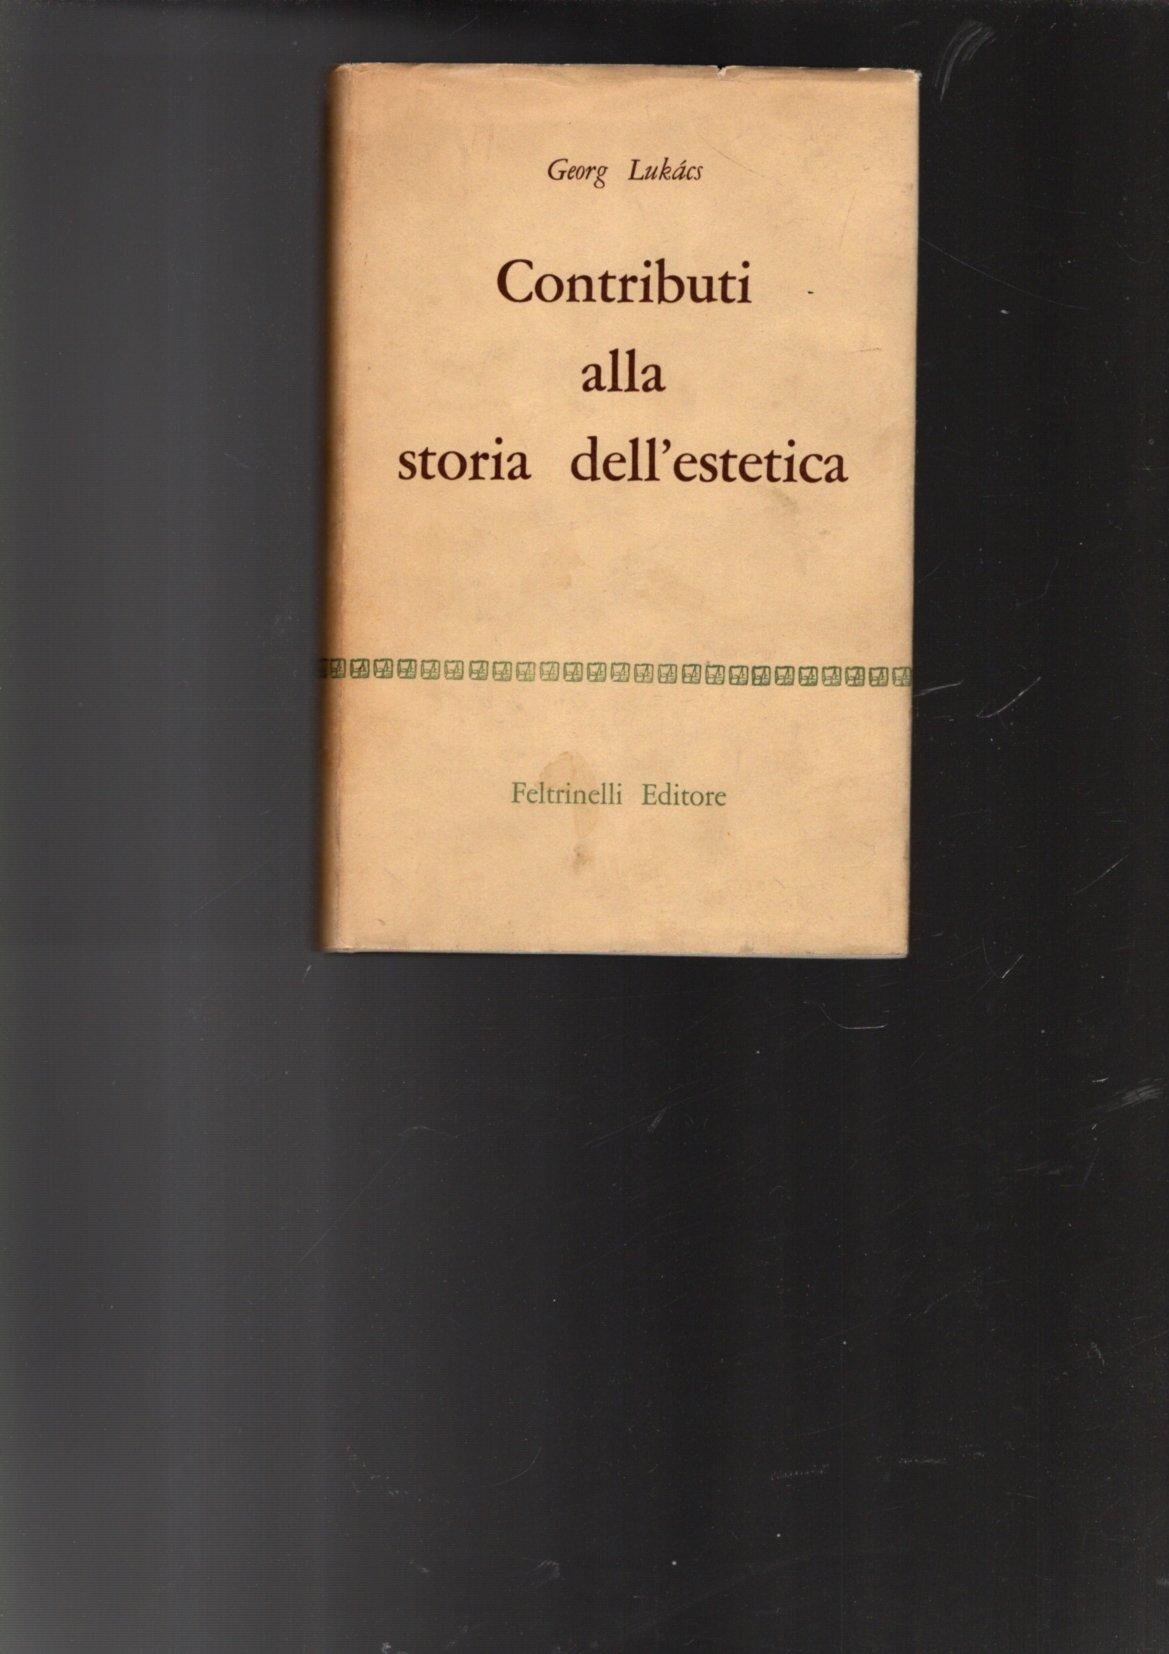 Georg Lukács
Contributi
alla
storia dell’estetica
Feltrinelli Editore